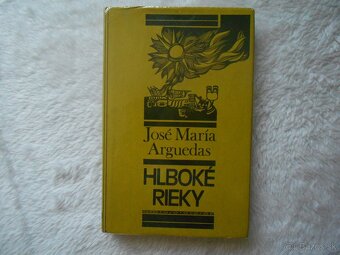 José María
Arguedas
HLBOKÉ
RIEKY